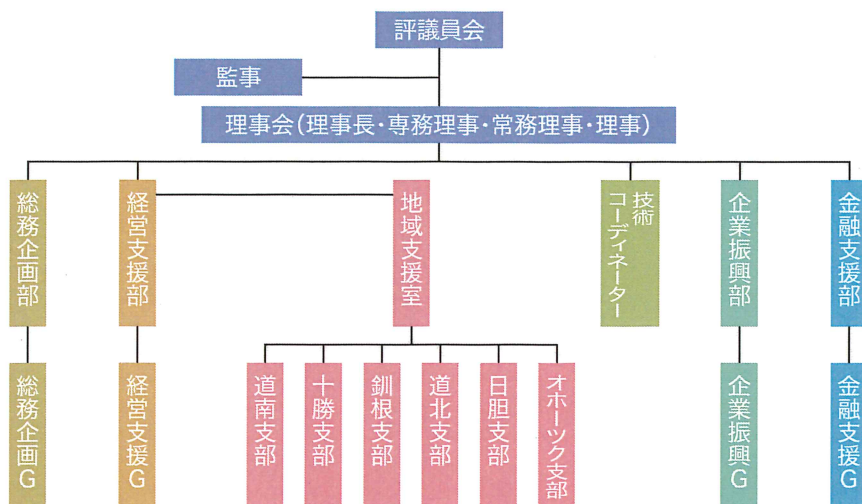 評議員会
監事
理事会(理事長・専務理事・常務理事・理事)
総務企画部
経営支援部
地域支援室
技術
コーディネーター
企業振興部
金融支援部
総務企画G
経営支援G
道南支部
十勝支部
釧根支部
道北支部
日胆支部
オホーツク支部
企業振興G
金融支援G